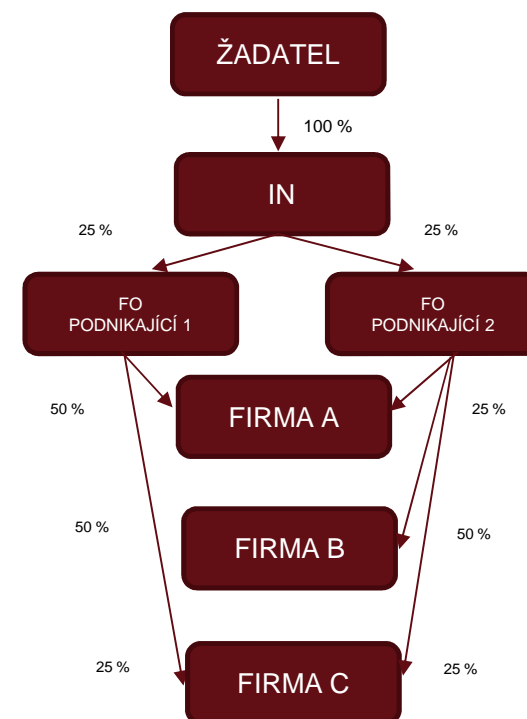 ŽADATEL
100 %
IN
25 %
25 %
FO
PODNIKAJÍCÍ 1
FO
PODNIKAJÍCÍ 2
50 %
FIRMA A
25 %
50 %
FIRMA B
50 %
25 %
FIRMA C
25 %